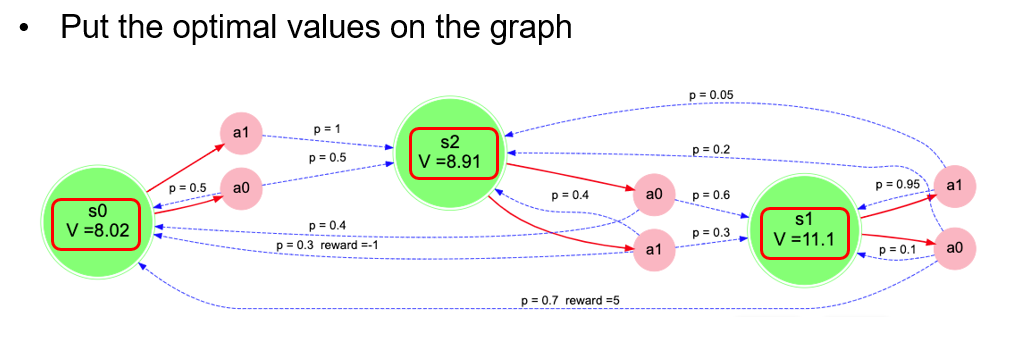 • Put the optimal values on the graph
p = 0.05
a1
p = 1
s2
V =8.91
p = 0.5
p = 0.2
p = 0.5
a0
p = 0.4
a0
p = 0.6
p = 0.95
a1
s0
V =8.02
p = 0.4
p = 0.3 reward =-1
a1
p = 0.3
s1
V =11.1
p = 0.1
a0
p = 0.7 reward =5